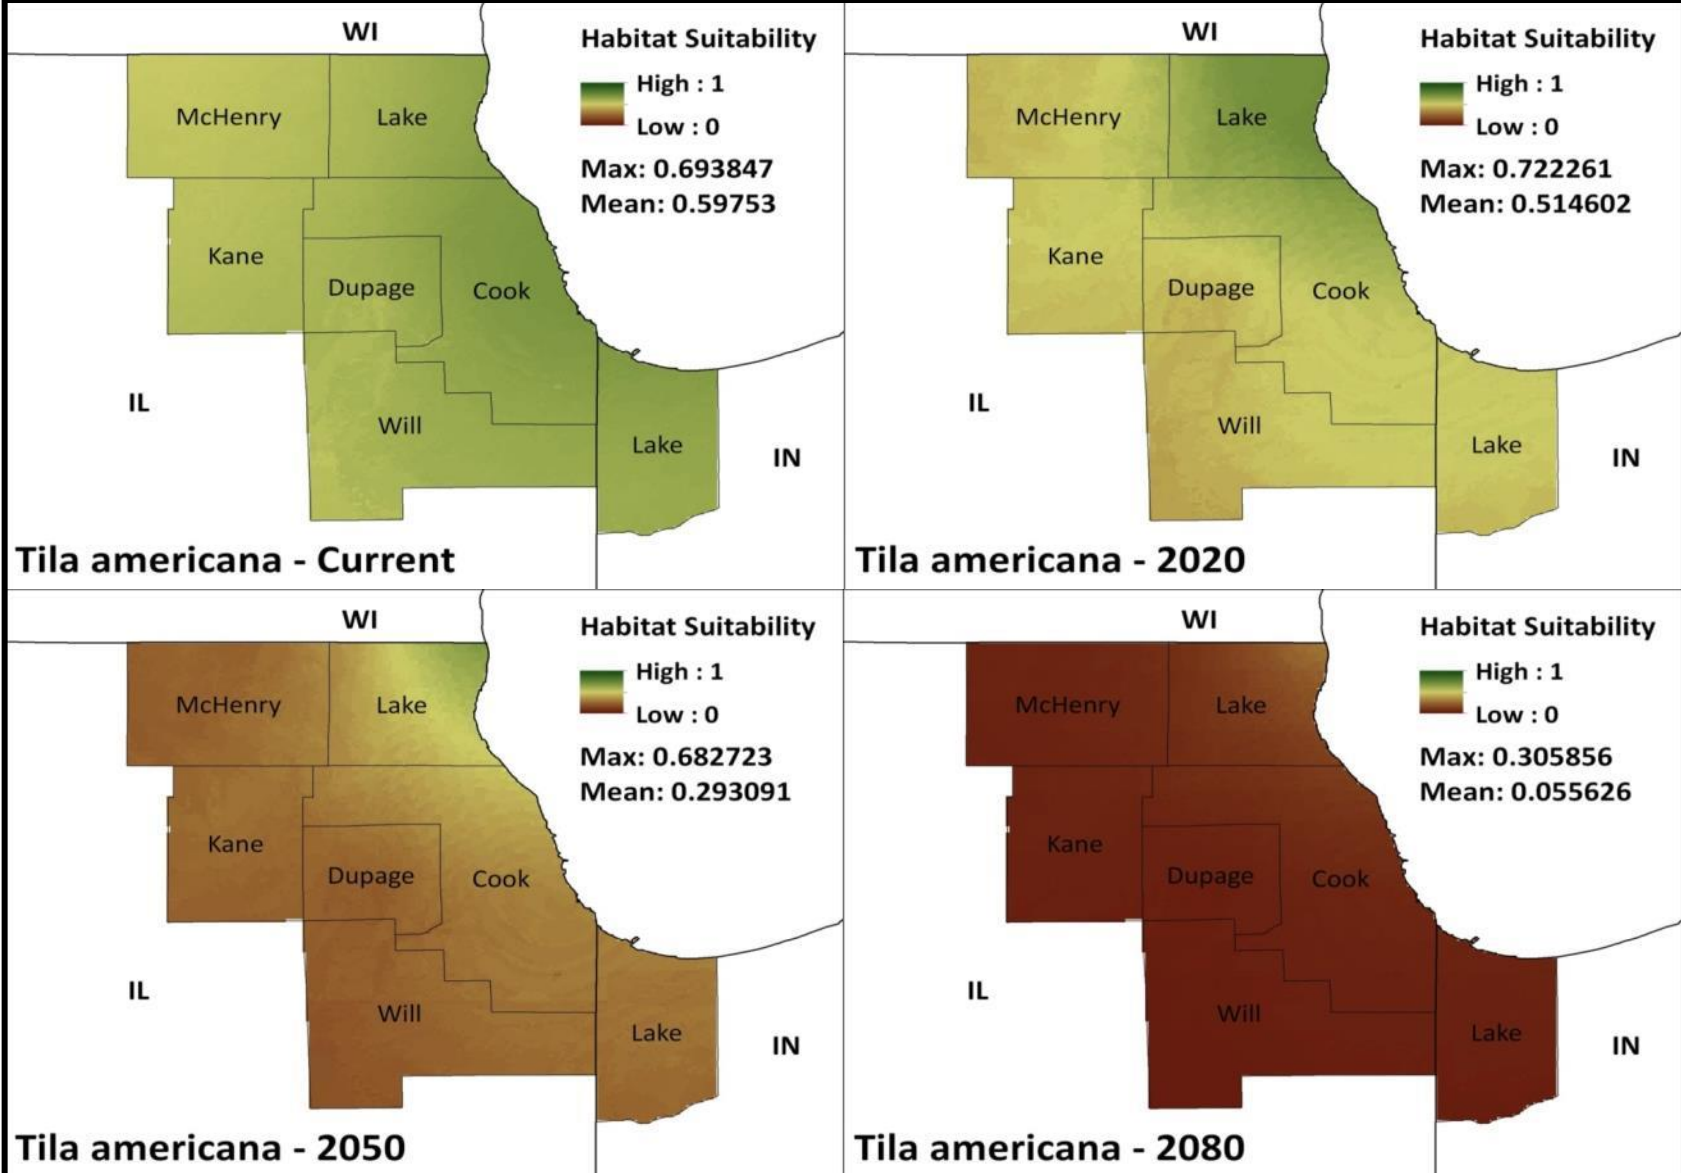 WI
Habitat Suitability
High : 1
Low : 0
Max: 0.693847
Mean: 0.59753
McHenry
Lake
Kane
Dupage
Cook
IL
Will
Lake
IN
Tila americana - Current
WI
Habitat Suitability
High : 1
Low : 0
Max: 0.722261
Mean: 0.514602
McHenry
Lake
Kane
Dupage
Cook
IL
Will
Lake
IN
Tila americana - 2020
WI
Habitat Suitability
High : 1
Low : 0
Max: 0.682723
Mean: 0.293091
McHenry
Lake
Kane
Dupage
Cook
IL
Will
Lake
IN
Tila americana - 2050
WI
Habitat Suitability
High : 1
Low : 0
Max: 0.305856
Mean: 0.055626
McHenry
Lake
Kane
Dupage
Cook
IL
Will
Lake
IN
Tila americana - 2080